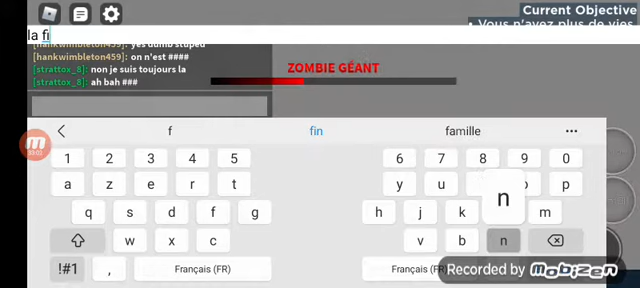 Current Objective
• Vous n'avez plus de vies.
la fi
[hankwimbleton459]: yes dumb stuped
[hankwimbleton459]: on n'est ####
[strattox_8]: non je suis toujours la
[strattox_8]: ah bah ###
ZOMBIE GÉANT
f fin famille
1 2 3 4 5 6 7 8 9 0
a z e r t y u p
q s d f g h j k n m
w x c v b n
!#1 , Français (FR) Français (FR)
Recorded by mobizen